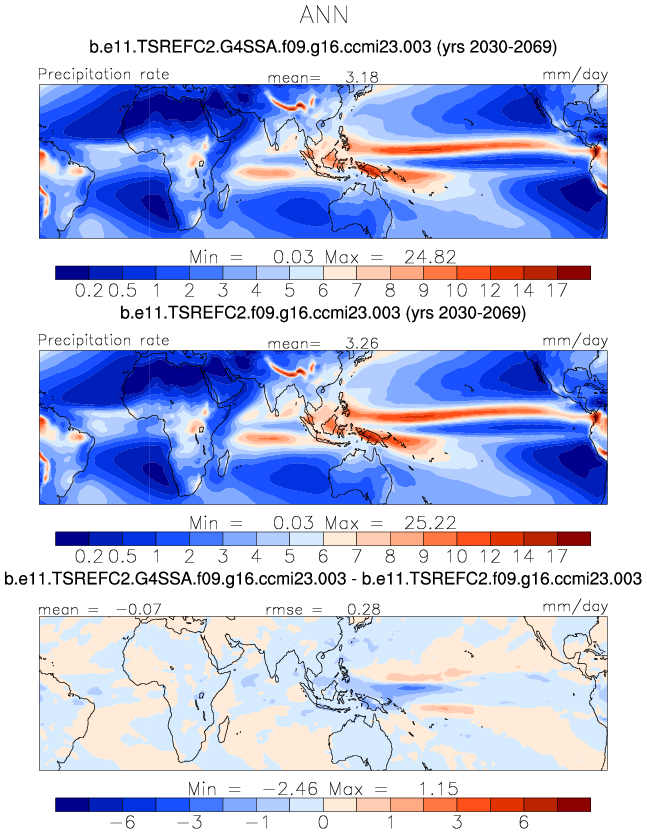 ANN
b.e11.TSREFC2.G4SSA.f09.g16.ccmi23.003 (yrs 2030-2069)
Precipitation rate mean= 3.18 mm/day
Min = 0.03 Max = 24.82
0.2 0.5 1 2 3 4 5 6 7 8 9 10 12 14 17
b.e11.TSREFC2.f09.g16.ccmi23.003 (yrs 2030-2069)
Precipitation rate mean= 3.26 mm/day
Min = 0.03 Max = 25.22
0.2 0.5 1 2 3 4 5 6 7 8 9 10 12 14 17
b.e11.TSREFC2.G4SSA.f09.g16.ccmi23.003 - b.e11.TSREFC2.f09.g16.ccmi23.003
mean = -0.07 rmse = 0.28 mm/day
Min = -2.46 Max = 1.15
-6 -3 -1 0 1 3 6